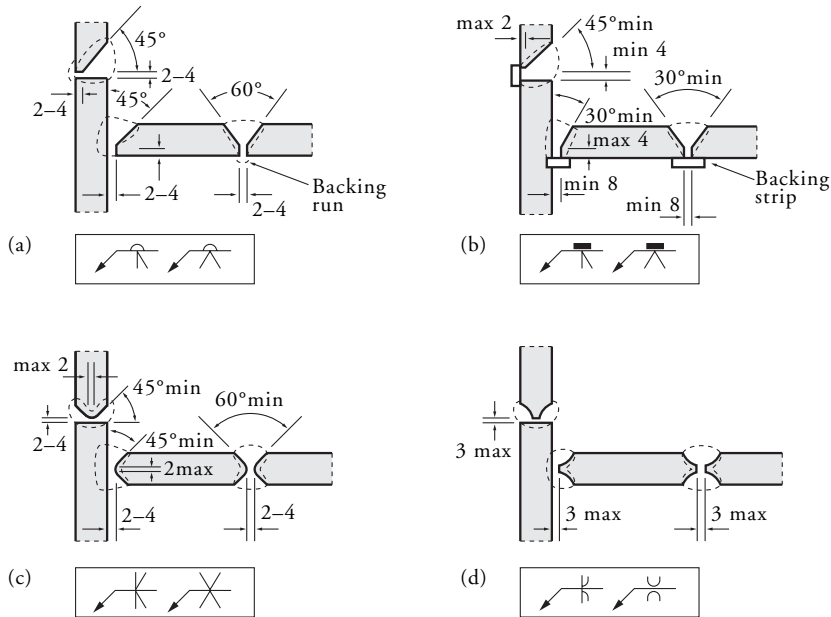 45°
2–4
2–4
45°
60°
2–4
2–4
Backing
run
(a)
max 2
45°min
min 4
30°min
30°min
max 4
min 8
min 8
Backing
strip
(b)
max 2
45°min
2–4
45°min
60°min
2max
2–4
2–4
(c)
3 max
3 max
3 max
(d)